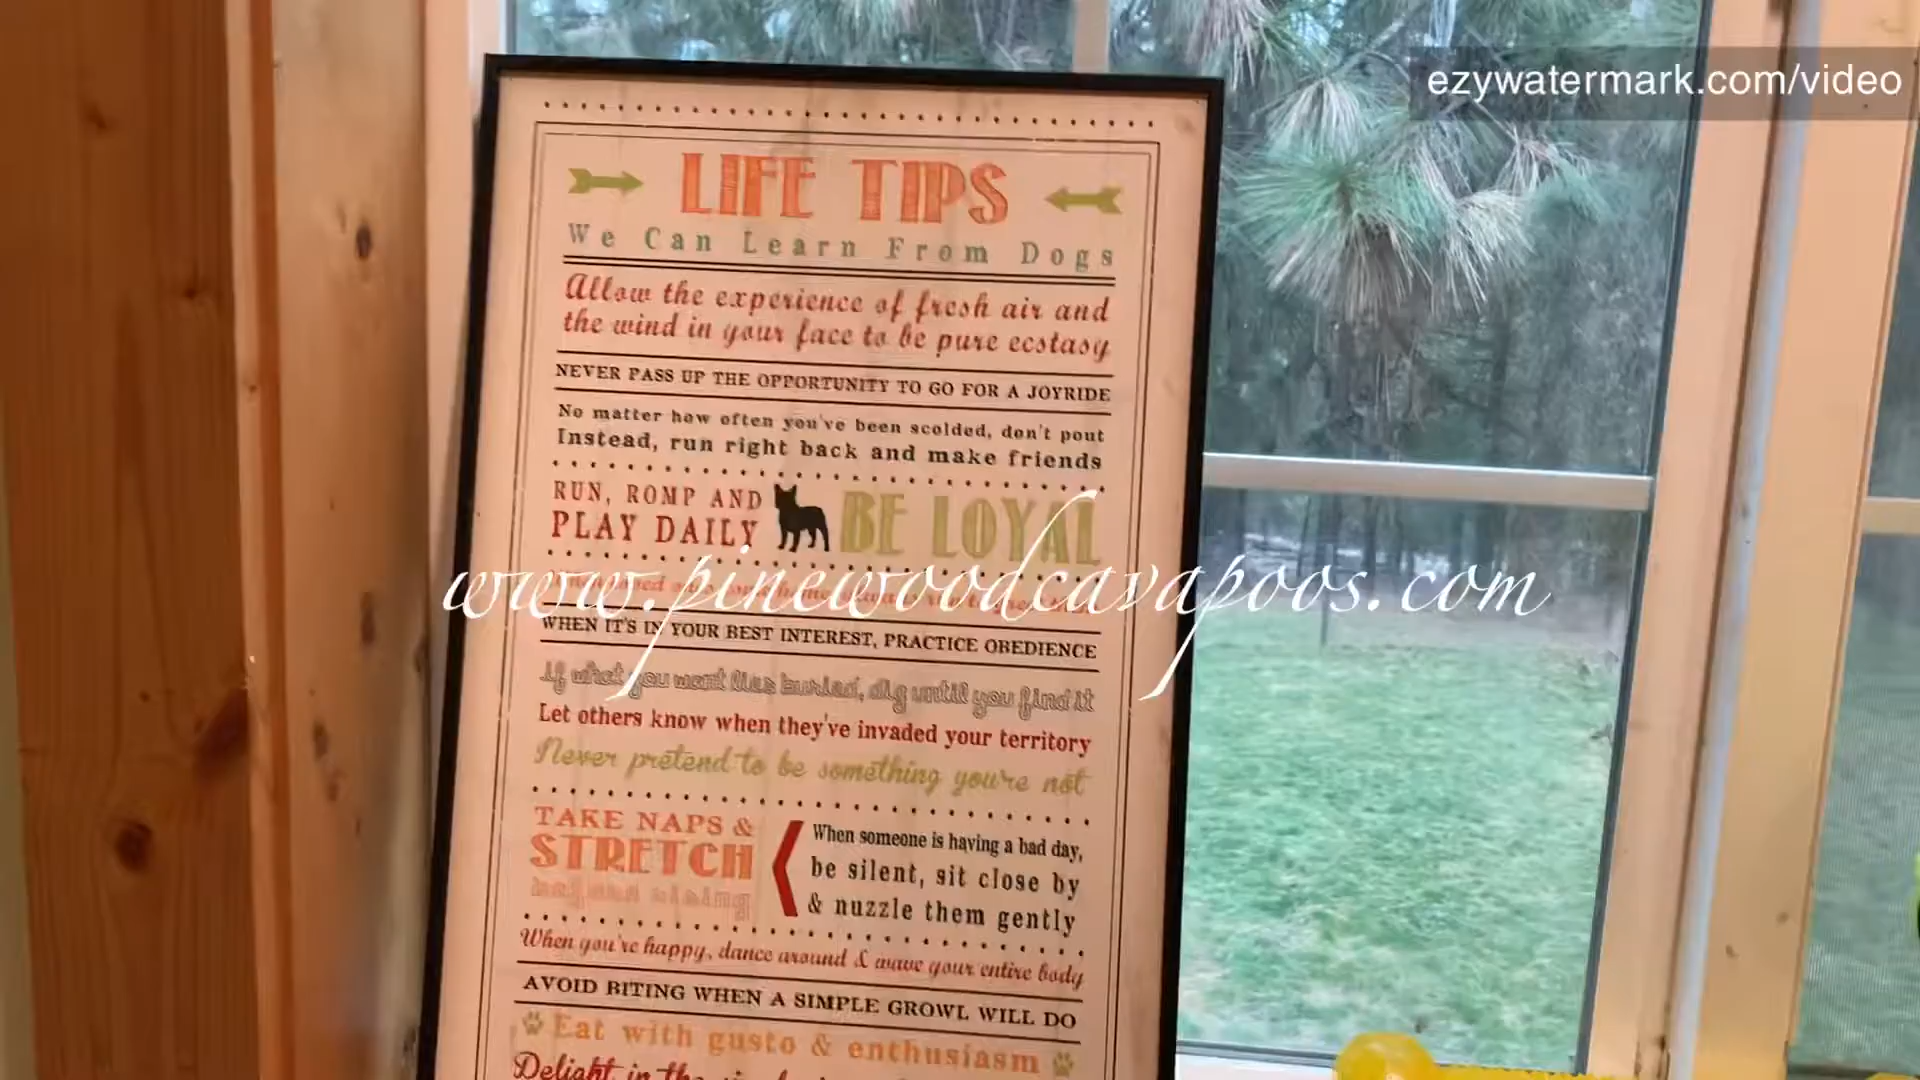 ezywatermark.com/video
LIFE TIPS
We Can Learn From Dogs
Allow the experience of fresh air and
the wind in your face to be pure ecstasy
NEVER PASS UP THE OPPORTUNITY TO GO FOR A JOYRIDE
No matter how often you've been scolded, don't pout
Instead, run right back and make friends
RUN, ROMP AND
PLAY DAILY
BE LOYAL
www.pinewoodcavapoos.com
WHEN IT'S IN YOUR BEST INTEREST, PRACTICE OBEDIENCE
If what you want lies buried, dig until you find it
Let others know when they've invaded your territory
Never pretend to be something you're not
TAKE NAPS &
STRETCH
before rising
When someone is having a bad day,
be silent, sit close by
& nuzzle them gently
When you're happy, dance around & wave your entire body
AVOID BITING WHEN A SIMPLE GROWL WILL DO
Eat with gusto & enthusiasm
Delight in the